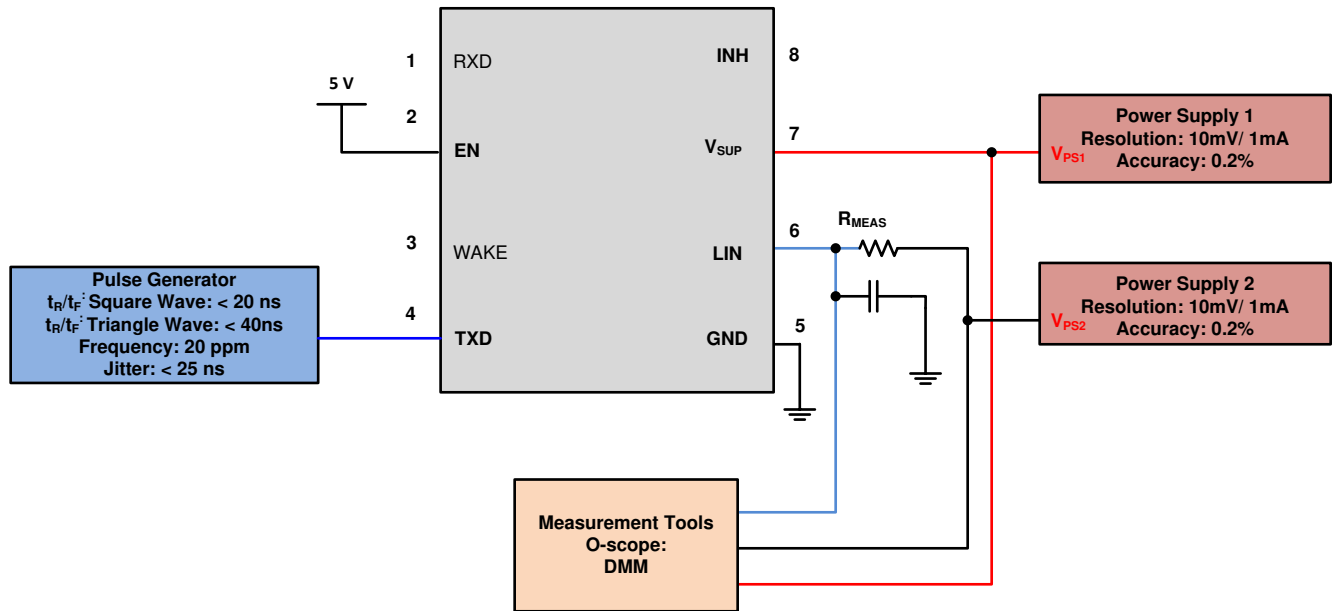 1
RXD
INH
8
5 V
2
EN
V_SUP
7
Power Supply 1
Resolution: 10mV/ 1mA
V_PS1
Accuracy: 0.2%
R_MEAS
3
WAKE
LIN
6
Pulse Generator
t_R/t_F: Square Wave: < 20 ns
t_R/t_F: Triangle Wave: < 40ns
Frequency: 20 ppm
Jitter: < 25 ns
4
TXD
GND
5
Power Supply 2
Resolution: 10mV/ 1mA
V_PS2
Accuracy: 0.2%
Measurement Tools
O-scope:
DMM